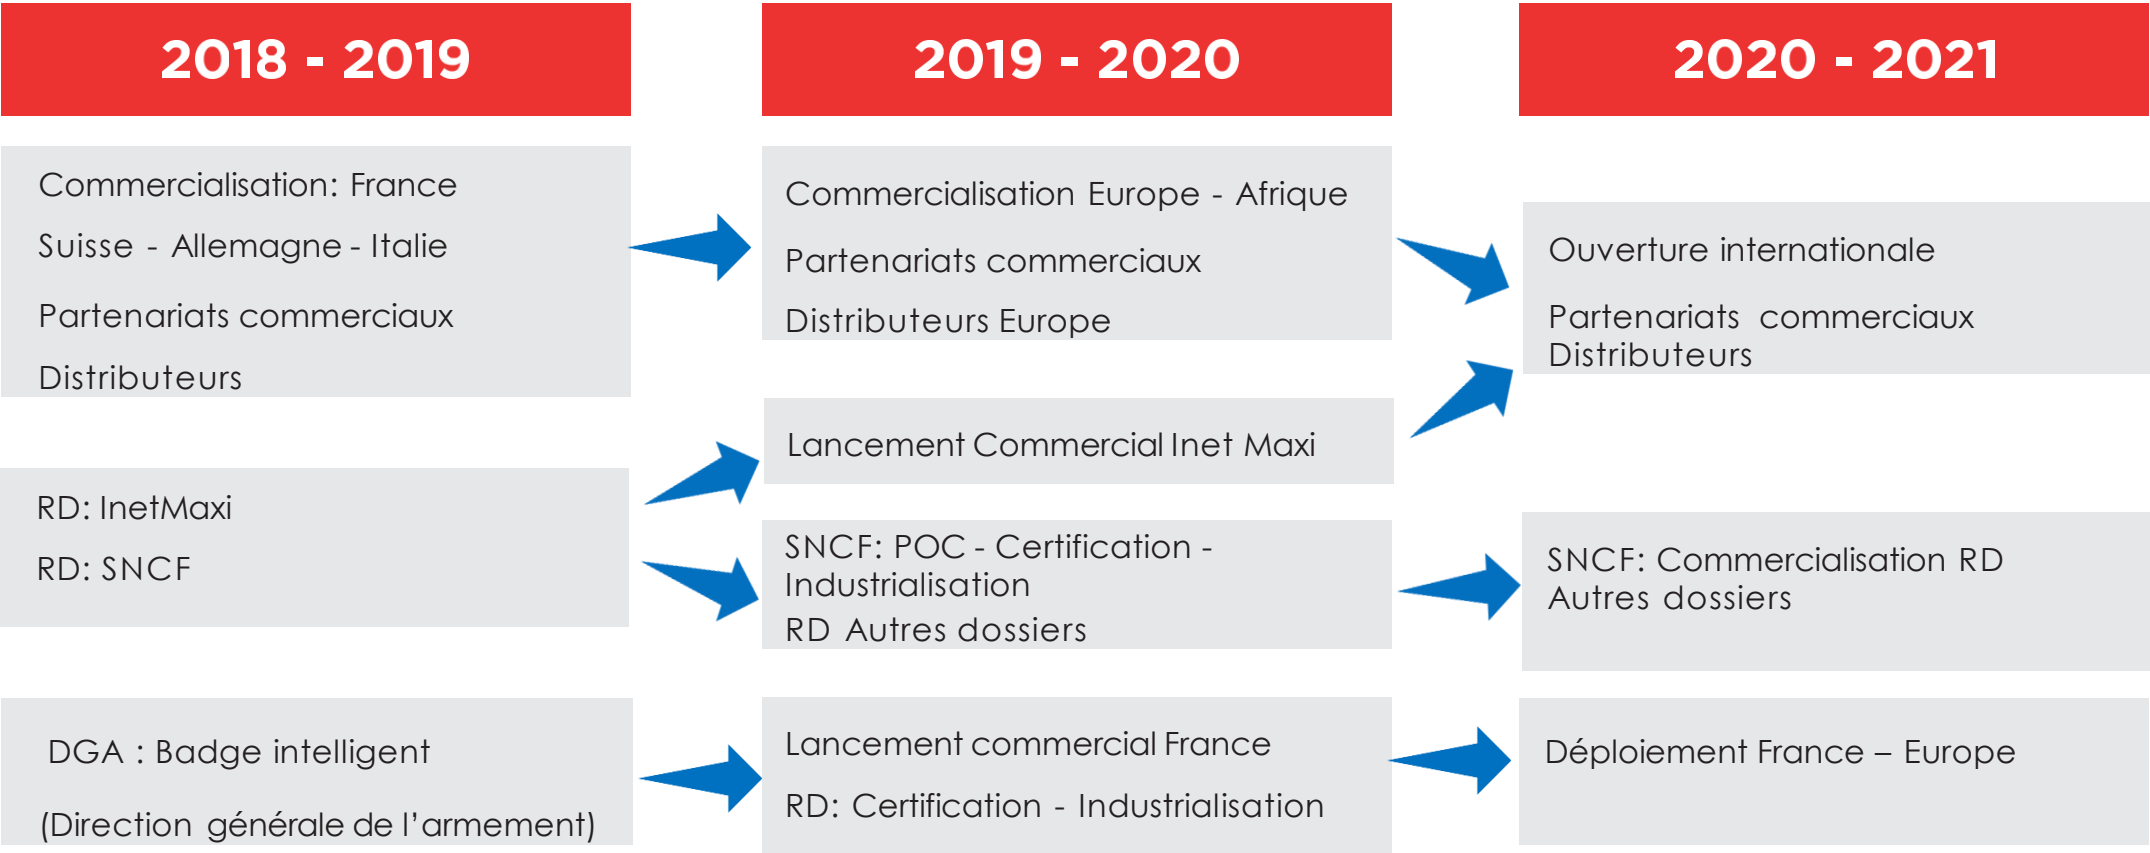 2018 - 2019
2019 - 2020
2020 - 2021
Commercialisation: France
Suisse - Allemagne - Italie
Partenariats commerciaux
Distributeurs
Commercialisation Europe - Afrique
Partenariats commerciaux
Distributeurs Europe
Ouverture internationale
Partenariats commerciaux
Distributeurs
Lancement Commercial Inet Maxi
RD: InetMaxi
RD: SNCF
SNCF: POC - Certification -
Industrialisation
RD Autres dossiers
SNCF: Commercialisation RD
Autres dossiers
DGA : Badge intelligent
(Direction générale de l’armement)
Lancement commercial France
RD: Certification - Industrialisation
Déploiement France – Europe